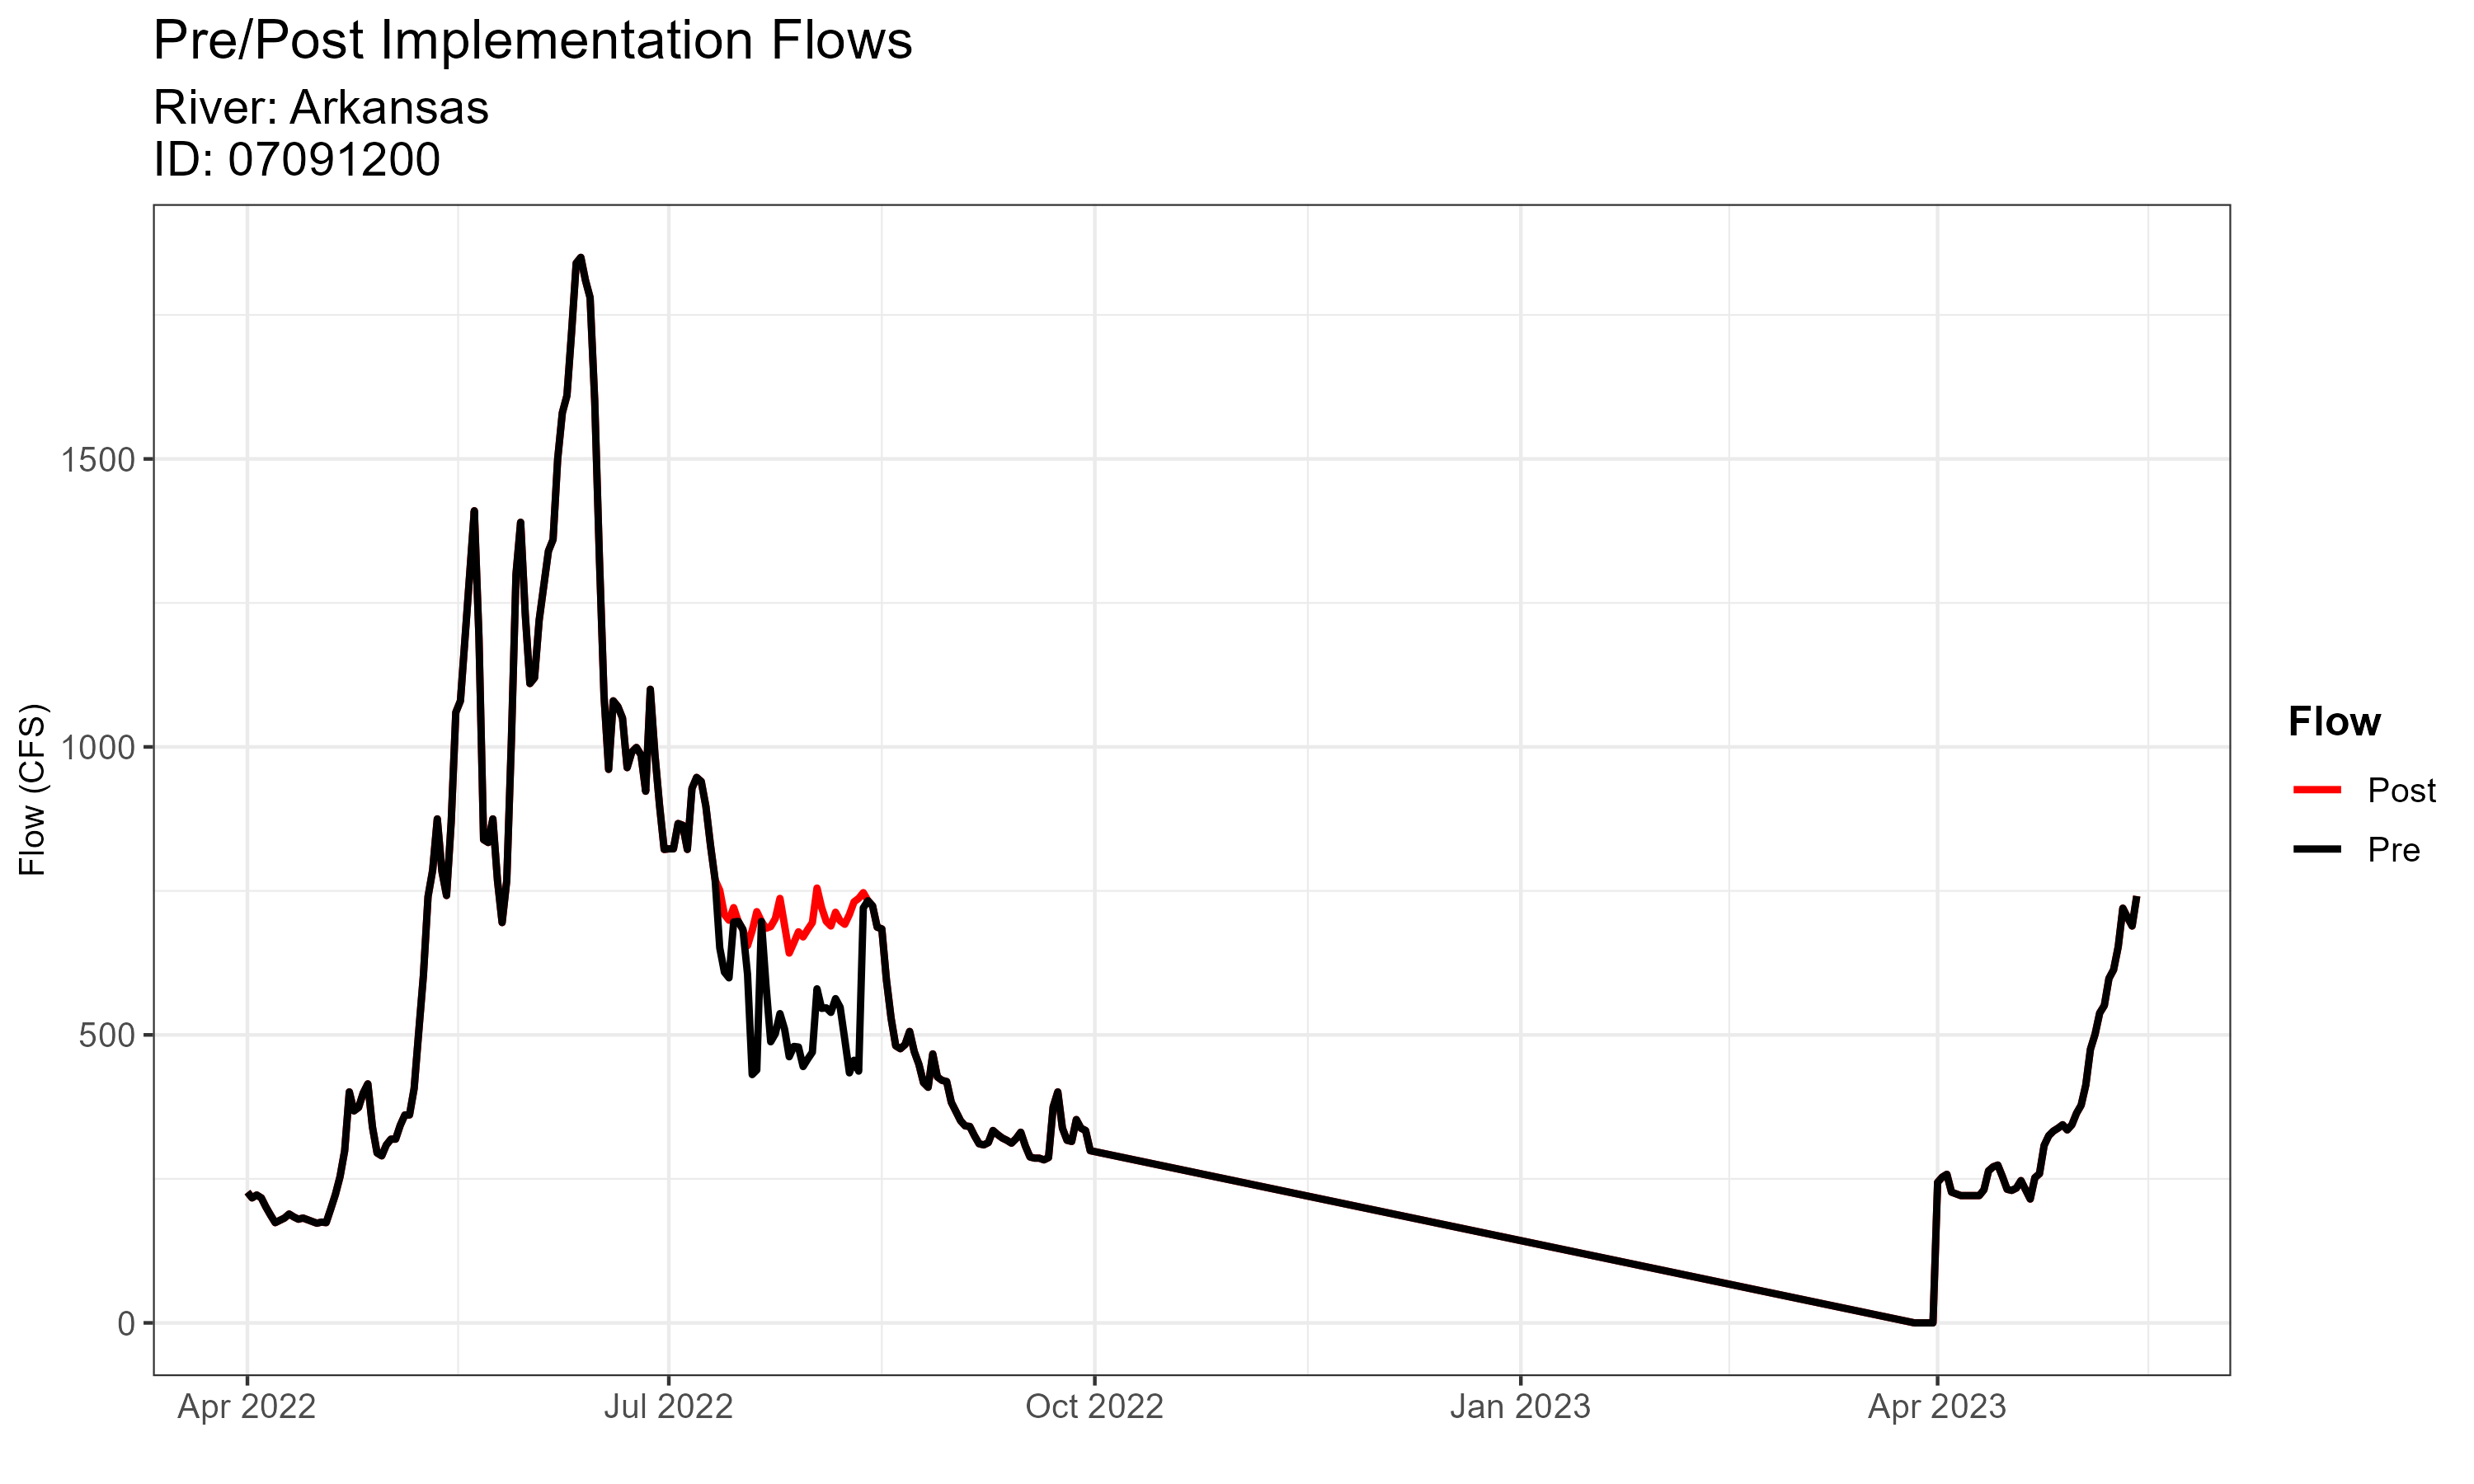 Pre/Post Implementation Flows
River: Arkansas
ID: 07091200
Flow (CFS)
1500
1000
500
0
Apr 2022
Jul 2022
Oct 2022
Jan 2023
Apr 2023
Flow
Post
Pre